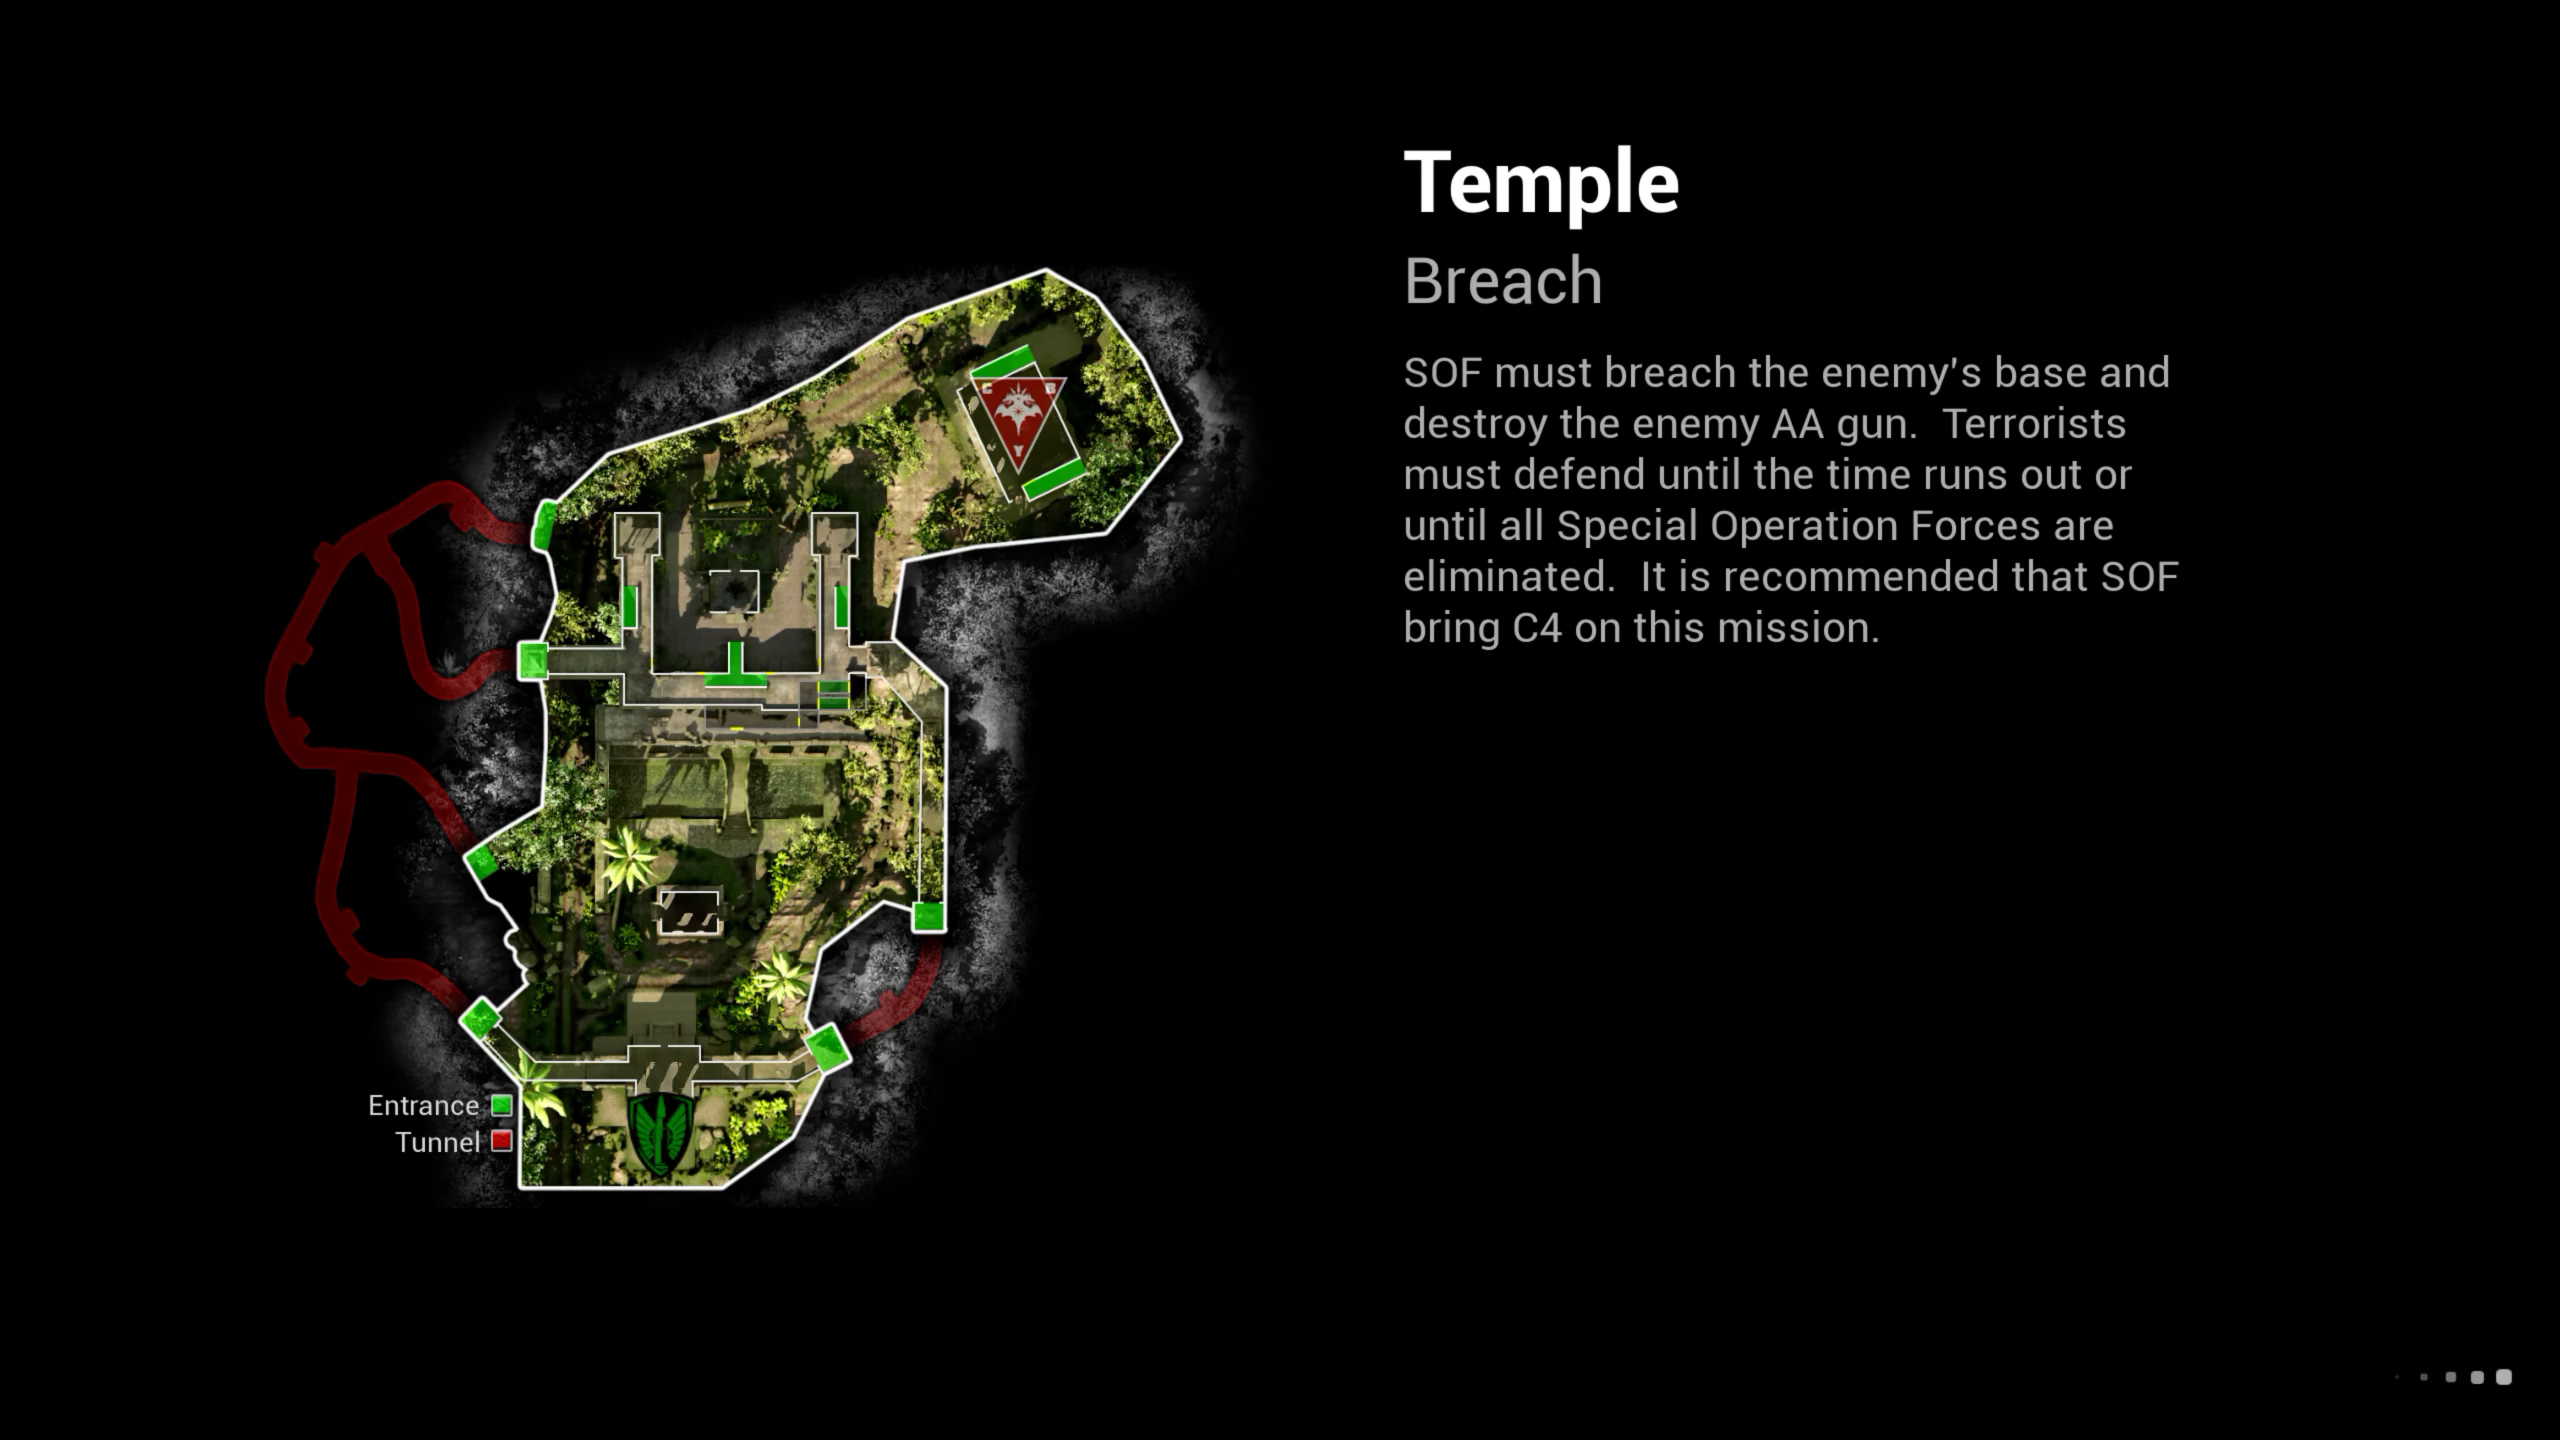 Temple
Breach
SOF must breach the enemy's base and
destroy the enemy AA gun.  Terrorists
must defend until the time runs out or
until all Special Operation Forces are
eliminated.  It is recommended that SOF
bring C4 on this mission.
C B
Y
Entrance
Tunnel